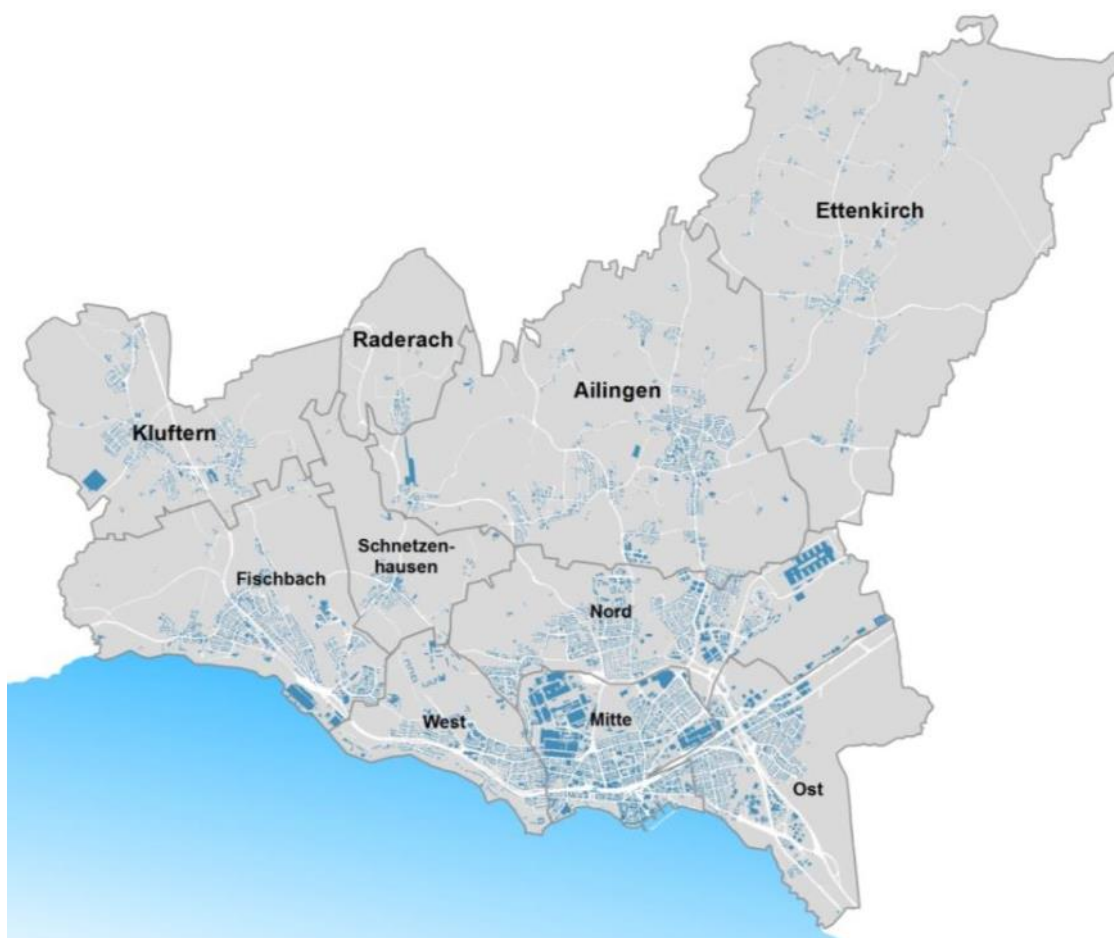 Ettenkirch
Raderach
Ailingen
Kluftern
Schnetzen-
hausen
Fischbach
Nord
West
Mitte
Ost